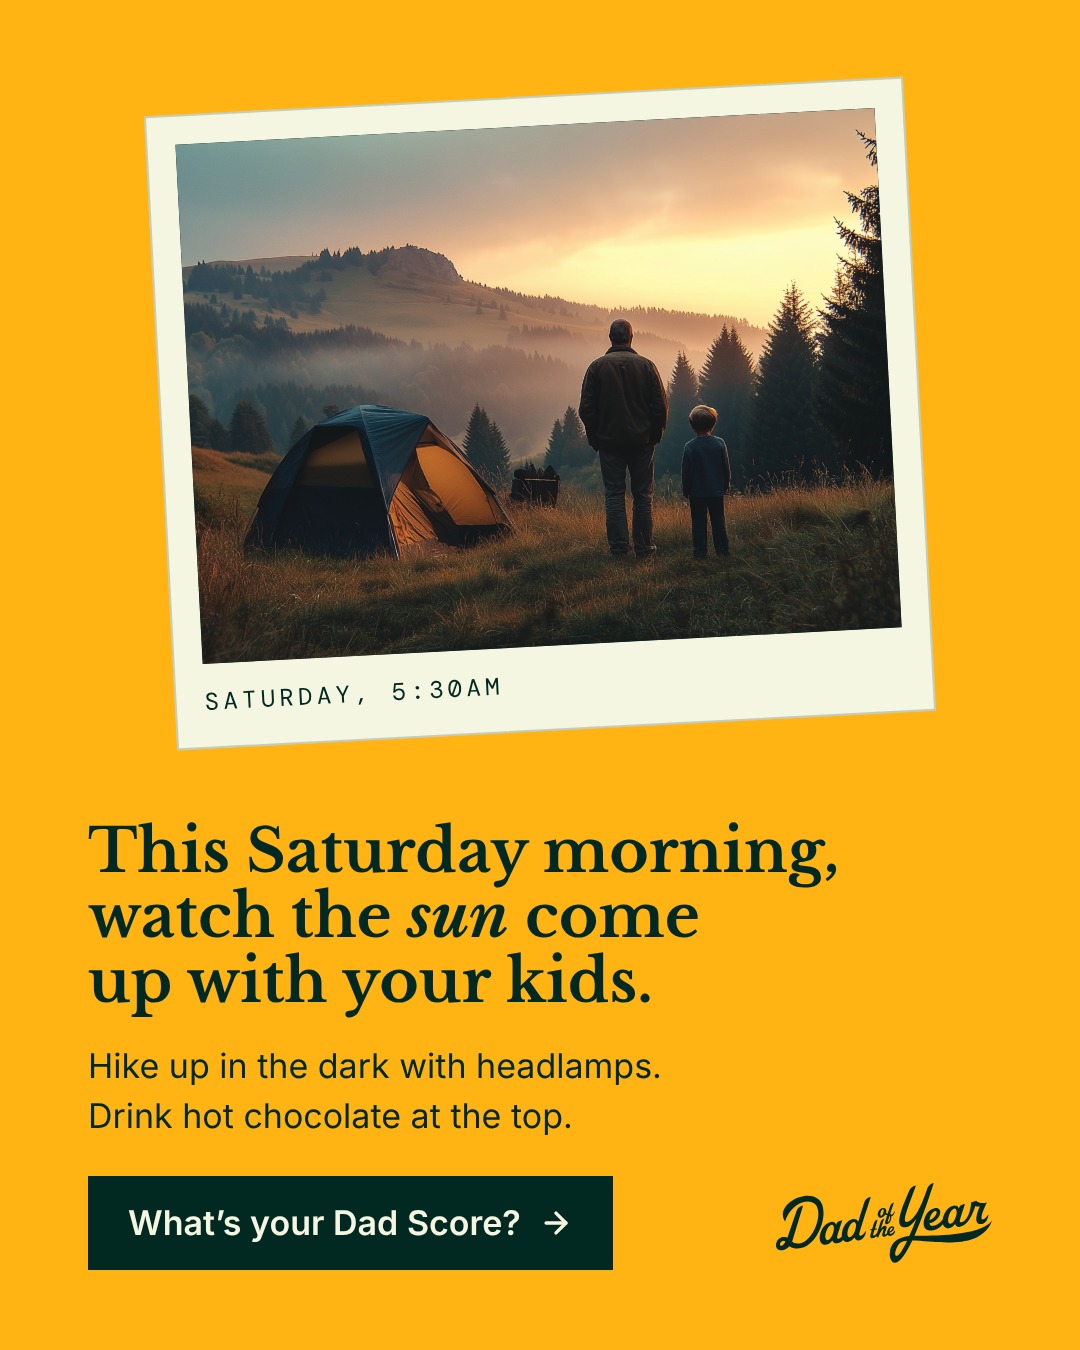 SATURDAY, 5:30AM
This Saturday morning,
watch the sun come
up with your kids.
Hike up in the dark with headlamps.
Drink hot chocolate at the top.
What’s your Dad Score? →
Dad of the Year